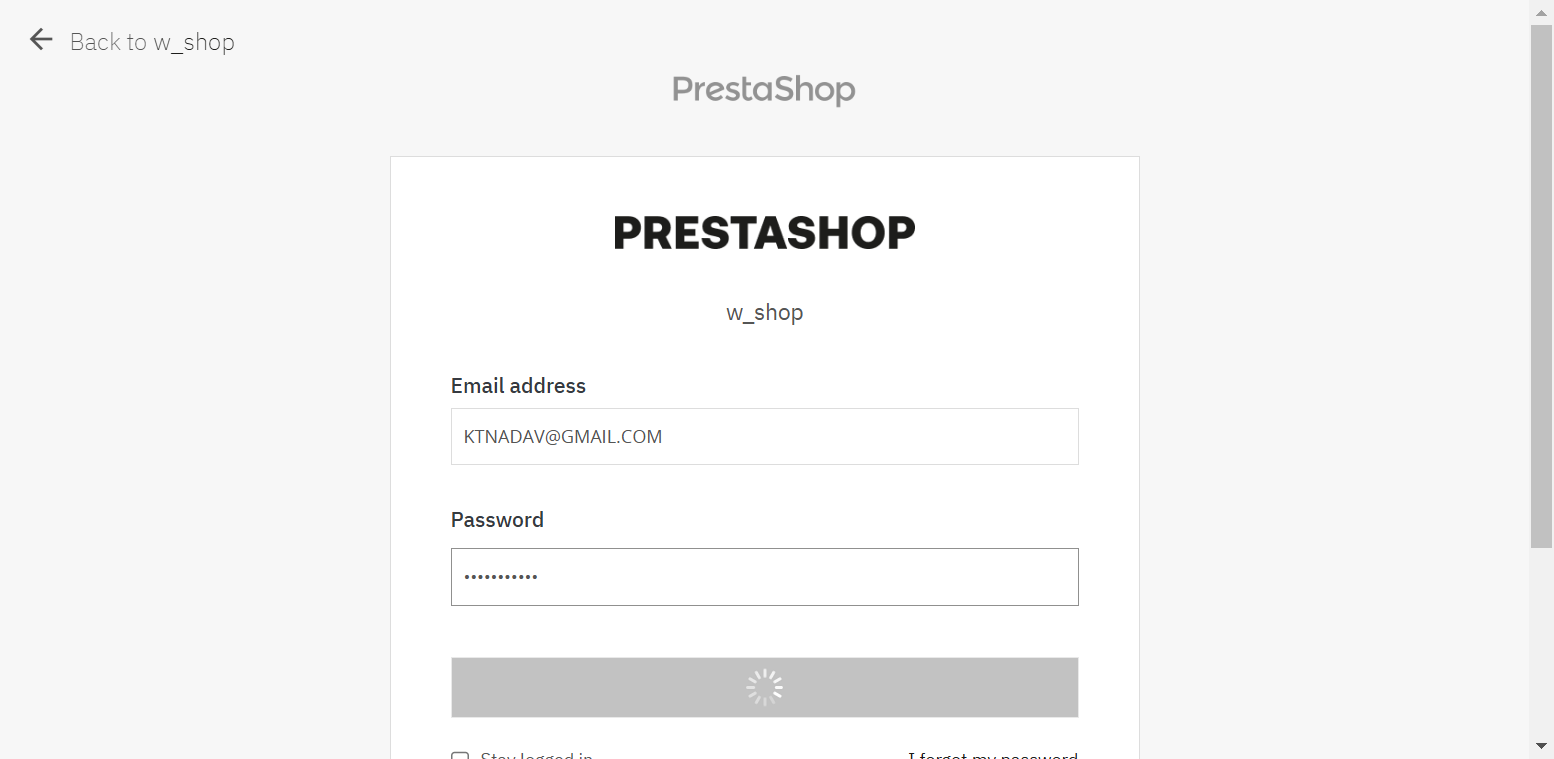 Back to w_shop
PrestaShop
PRESTASHOP
w_shop
Email address
KTNADAV@GMAIL.COM
Password
•••••••••••
Stay logged in
I forgot my password